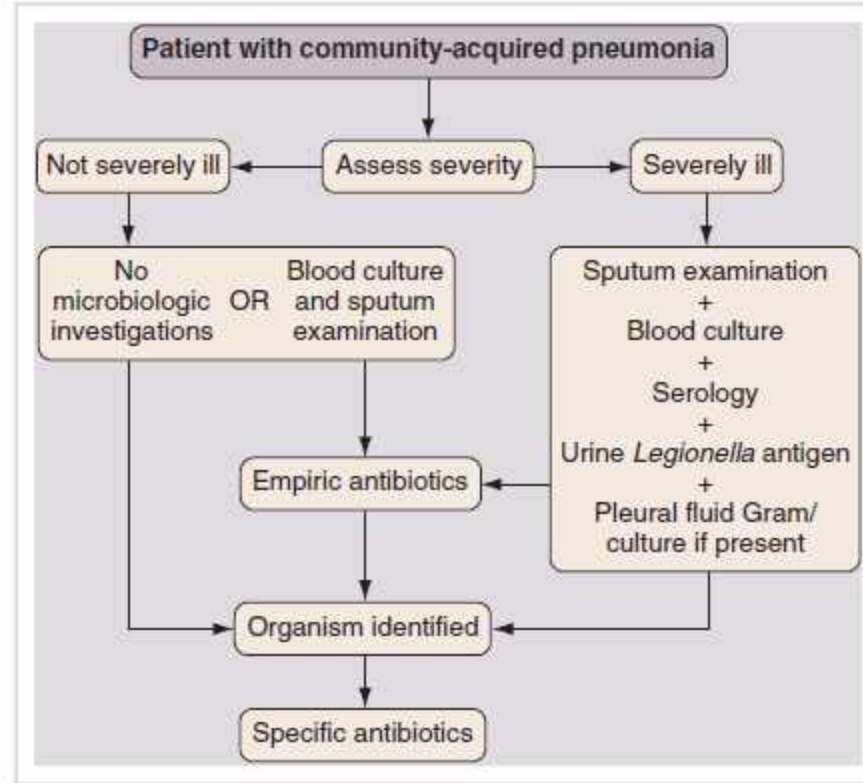 Patient with community-acquired pneumonia
Not severely ill
Assess severity
Severely ill
No
microbiologic
investigations
OR
Blood culture
and sputum
examination
Sputum examination
+
Blood culture
+
Serology
+
Urine Legionella antigen
+
Pleural fluid Gram/
culture if present
Empiric antibiotics
Organism identified
Specific antibiotics